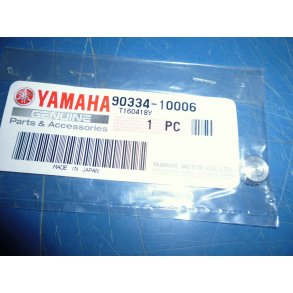 YAMAHA 90334-10006
GENUINE T160418Y
Parts & Accessories 1 PC
MADE IN JAPAN
YAMAHA MOTOR CO., LTD.